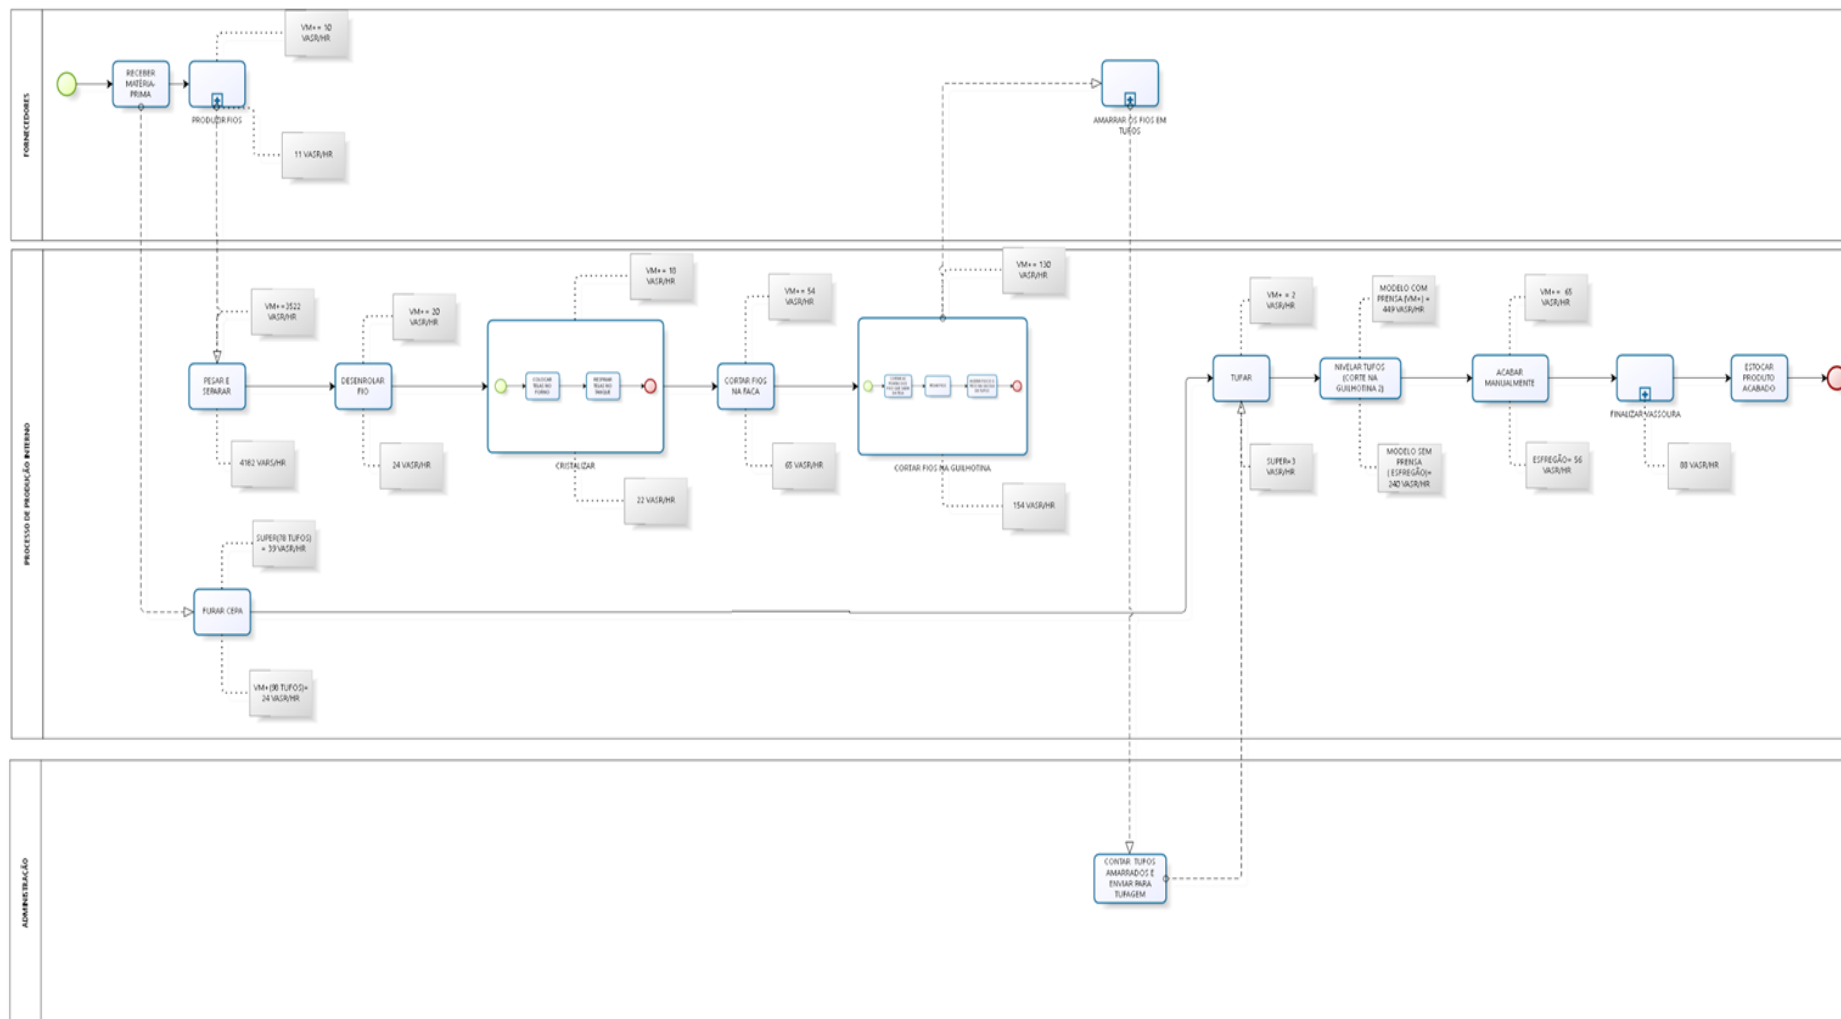 FORNECEDORES
RECEBER
MATÉRIA-
PRIMA
PRODUZIR FIOS
VM+= 10
VASR/HR
11 VASR/HR
AMARRAR OS FIOS EM
TUFOS
PROCESSO DE PRODUÇÃO INTERNO
VM+=3522
VASR/HR
PESAR E
SEPARAR
4182 VARS/HR
VM+= 20
VASR/HR
DESENROLAR
FIO
24 VASR/HR
VM+= 18
VASR/HR
CRISTALIZAR
22 VASR/HR
VM+= 54
VASR/HR
CORTAR FIOS
NA FACA
65 VASR/HR
VM+= 130
VASR/HR
CORTAR FIOS NA GUILHOTINA
154 VASR/HR
VM+ = 2
VASR/HR
TUFAR
SUPER=3
VASR/HR
MODELO COM
PRENSA (VM+) =
449 VASR/HR
NIVELAR TUFOS
(CORTE NA
GUILHOTINA 2)
MODELO SEM
PRENSA
( ESFREGÃO)=
240 VASR/HR
VM+= 65
VASR/HR
ACABAR
MANUALMENTE
ESFREGÃO= 56
VASR/HR
FINALIZAR VASSOURA
88 VASR/HR
ESTOCAR
PRODUTO
ACABADO
SUPER(78 TUFOS)
= 39 VASR/HR
FURAR CEPA
VM+(98 TUFOS)=
24 VASR/HR
ADMINISTRAÇÃO
CONTAR TUFOS
AMARRADOS E
ENVIAR PARA
TUFAGEM